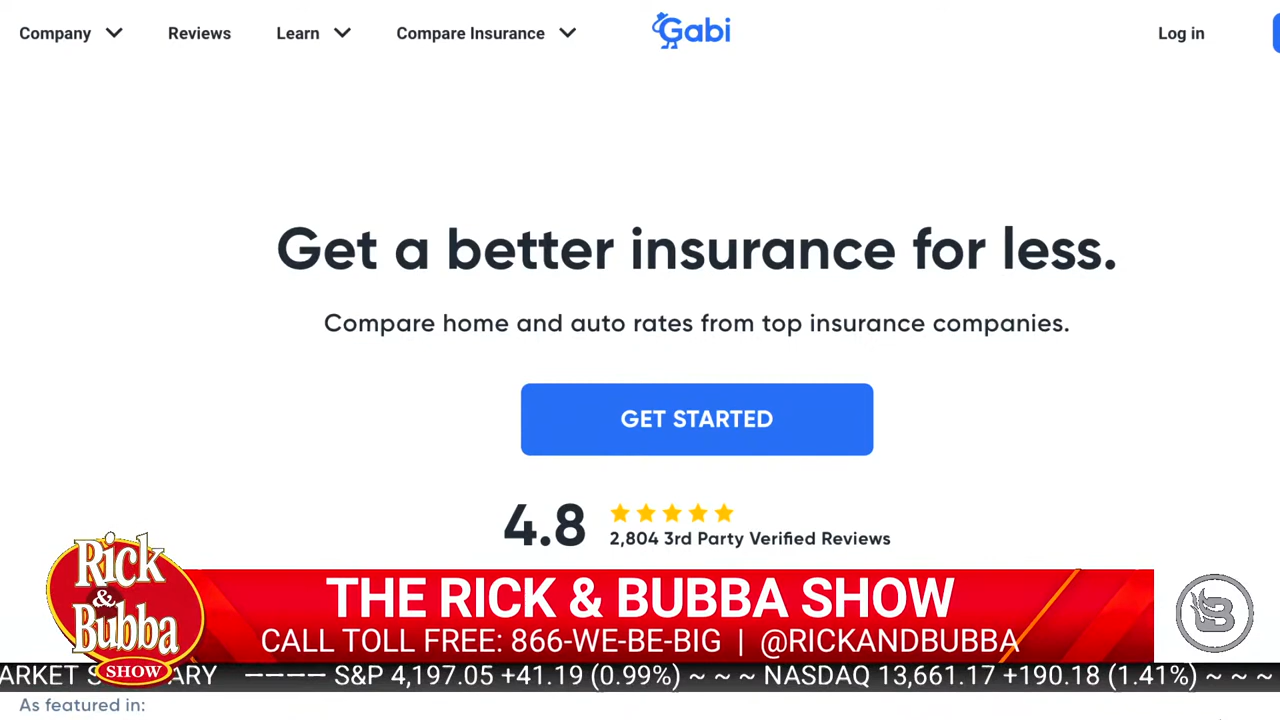 Company Reviews Learn Compare Insurance Gabi Log in
Get a better insurance for less.
Compare home and auto rates from top insurance companies.
GET STARTED
4.8
2,804 3rd Party Verified Reviews
Rick
&
Bubba
SHOW
THE RICK & BUBBA SHOW
CALL TOLL FREE: 866-WE-BE-BIG | @RICKANDBUBBA
B
ARKET S ARY ———— S&P 4,197.05 +41.19 (0.99%) ~ ~ ~ NASDAQ 13,661.17 +190.18 (1.41%) ~ ~ ~
As featured in: